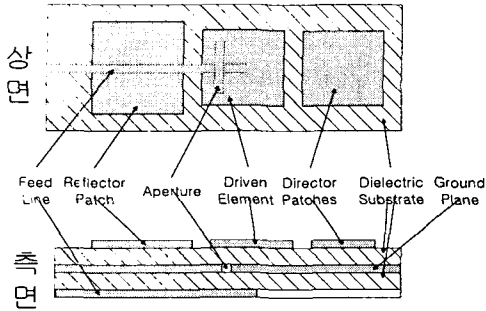 상면
Feed Line
Reflector Patch
Aperture
Driven Element
Director Patches
Dielectric Substrate
Ground Plane
측면